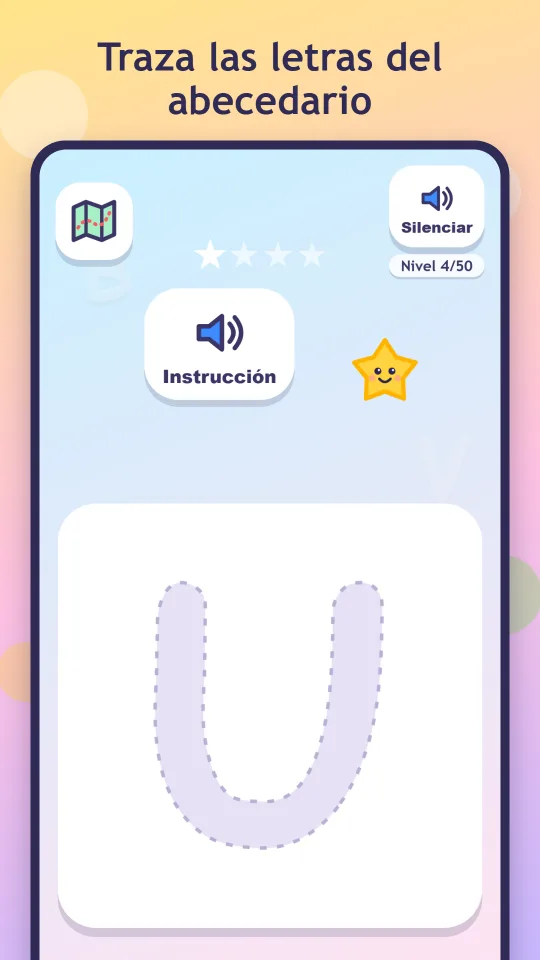 Traza las letras del
abecedario
Silenciar
Nivel 4/50
Instrucción
V
U